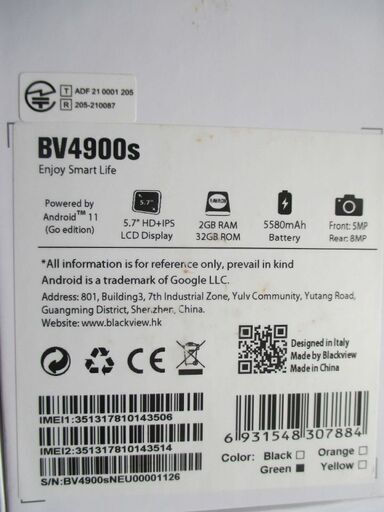 T ADF 21 0001 205
R 205-210087
BV4900s
Enjoy Smart Life
Powered by
Android™ 11
(Go edition)
5.7"
5.7" HD+IPS
LCD Display
2GB RAM
32GB ROM
5580mAh
Battery
Front: 5MP
Rear: 8MP
*All information is for reference only, prevail in kind
Android is a trademark of Google LLC.
Address: 801, Building3, 7th Industrial Zone, Yulv Community, Yutang Road,
Guangming District, Shenzhen, China.
Website: www.blackview.hk
CE
Designed in Italy
Made by Blackview
Made in China
IMEI1:351317810143506
IMEI2:351317810143514
S/N:BV4900sNEU00001126
6 931548 307884
Color: Black Orange
Green Yellow